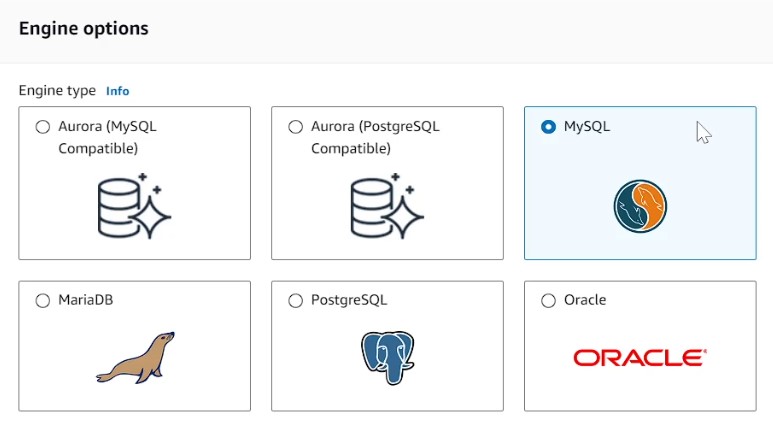 Engine options
Engine type Info
Aurora (MySQL
Compatible)
Aurora (PostgreSQL
Compatible)
MySQL
MariaDB
PostgreSQL
Oracle
ORACLE®